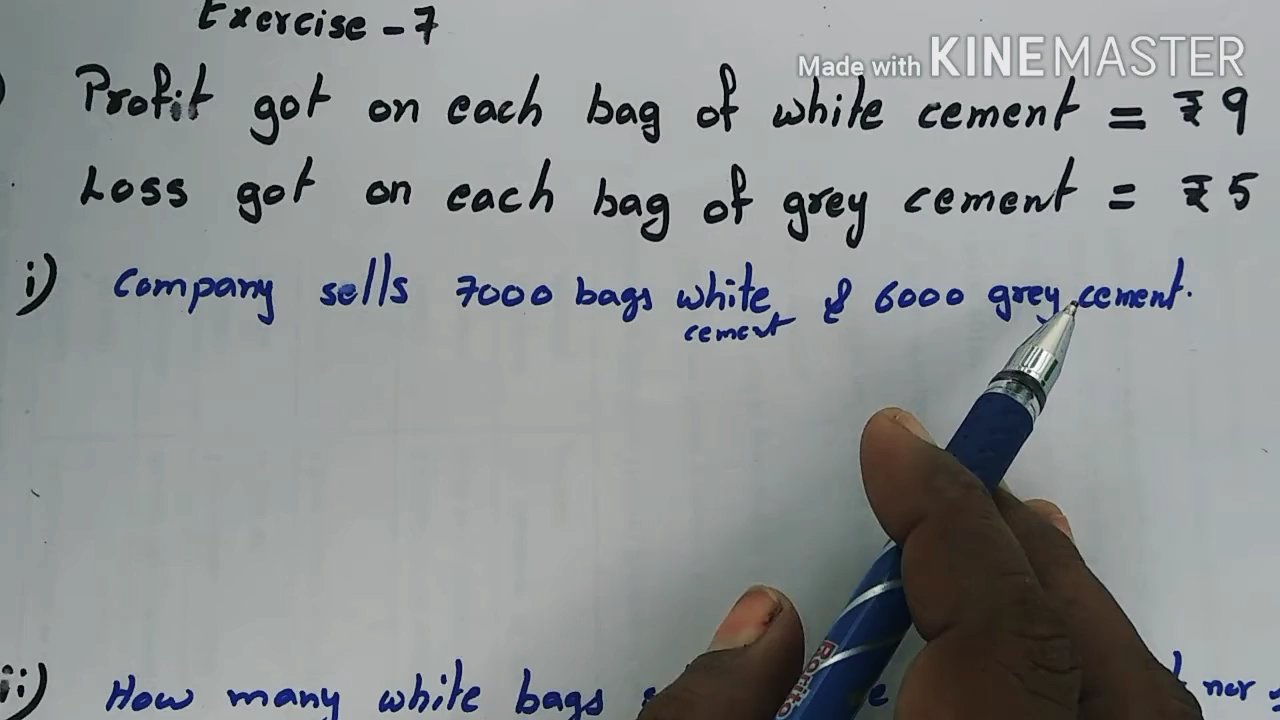 Exercise - 7
Made with KINEMASTER
Profit got on each bag of white cement = ₹9
Loss got on each bag of grey cement = ₹5
i) Company sells 7000 bags white & 6000 grey cement.
cement
ii) How many white bags nor